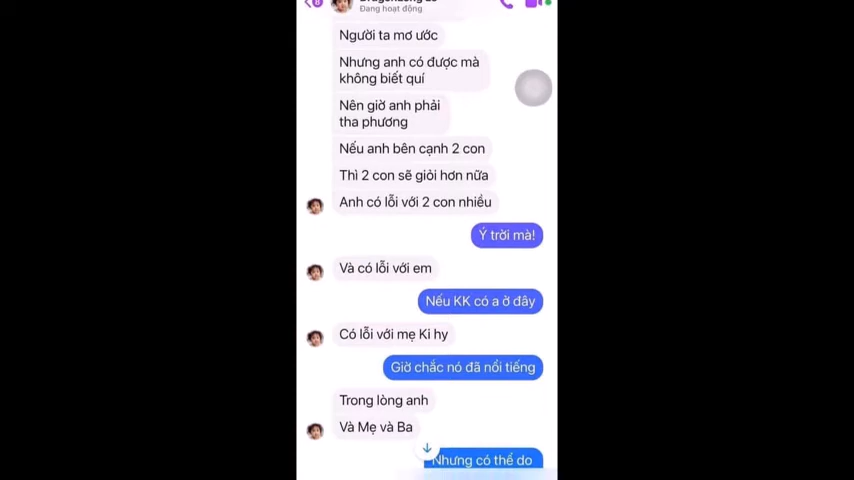 Đang hoạt động
Người ta mơ ước
Nhưng anh có được mà
không biết quí
Nên giờ anh phải
tha phương
Nếu anh bên cạnh 2 con
Thì 2 con sẽ giỏi hơn nữa
Anh có lỗi với 2 con nhiều
Ý trời mà!
Và có lỗi với em
Nếu KK có a ở đây
Có lỗi với mẹ Ki hy
Giờ chắc nó đã nổi tiếng
Trong lòng anh
Và Mẹ và Ba
Nhưng có thể do